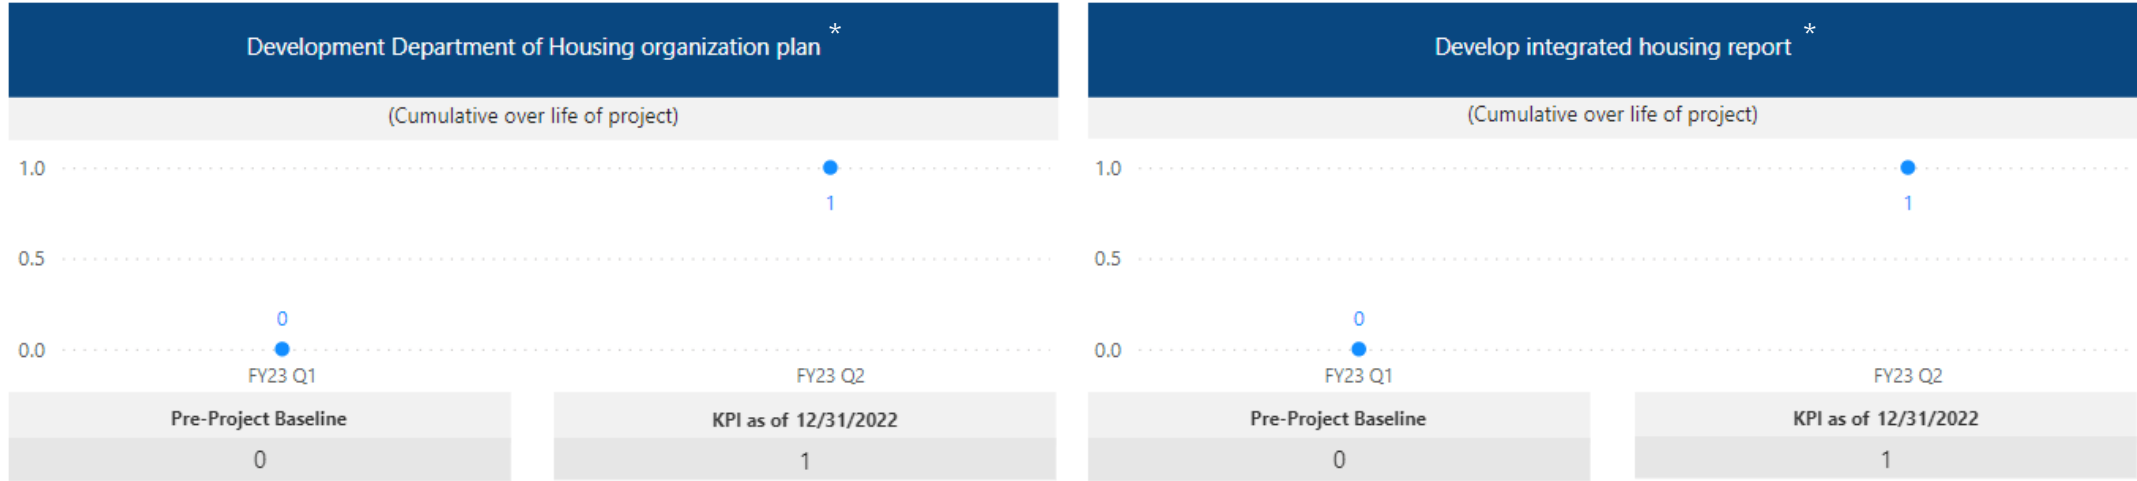 Development Department of Housing organization plan *
(Cumulative over life of project)
1.0
1
0.5
0
0.0
FY23 Q1 FY23 Q2
Pre-Project Baseline KPI as of 12/31/2022
0 1
Develop integrated housing report *
(Cumulative over life of project)
1.0
1
0.5
0
0.0
FY23 Q1 FY23 Q2
Pre-Project Baseline KPI as of 12/31/2022
0 1